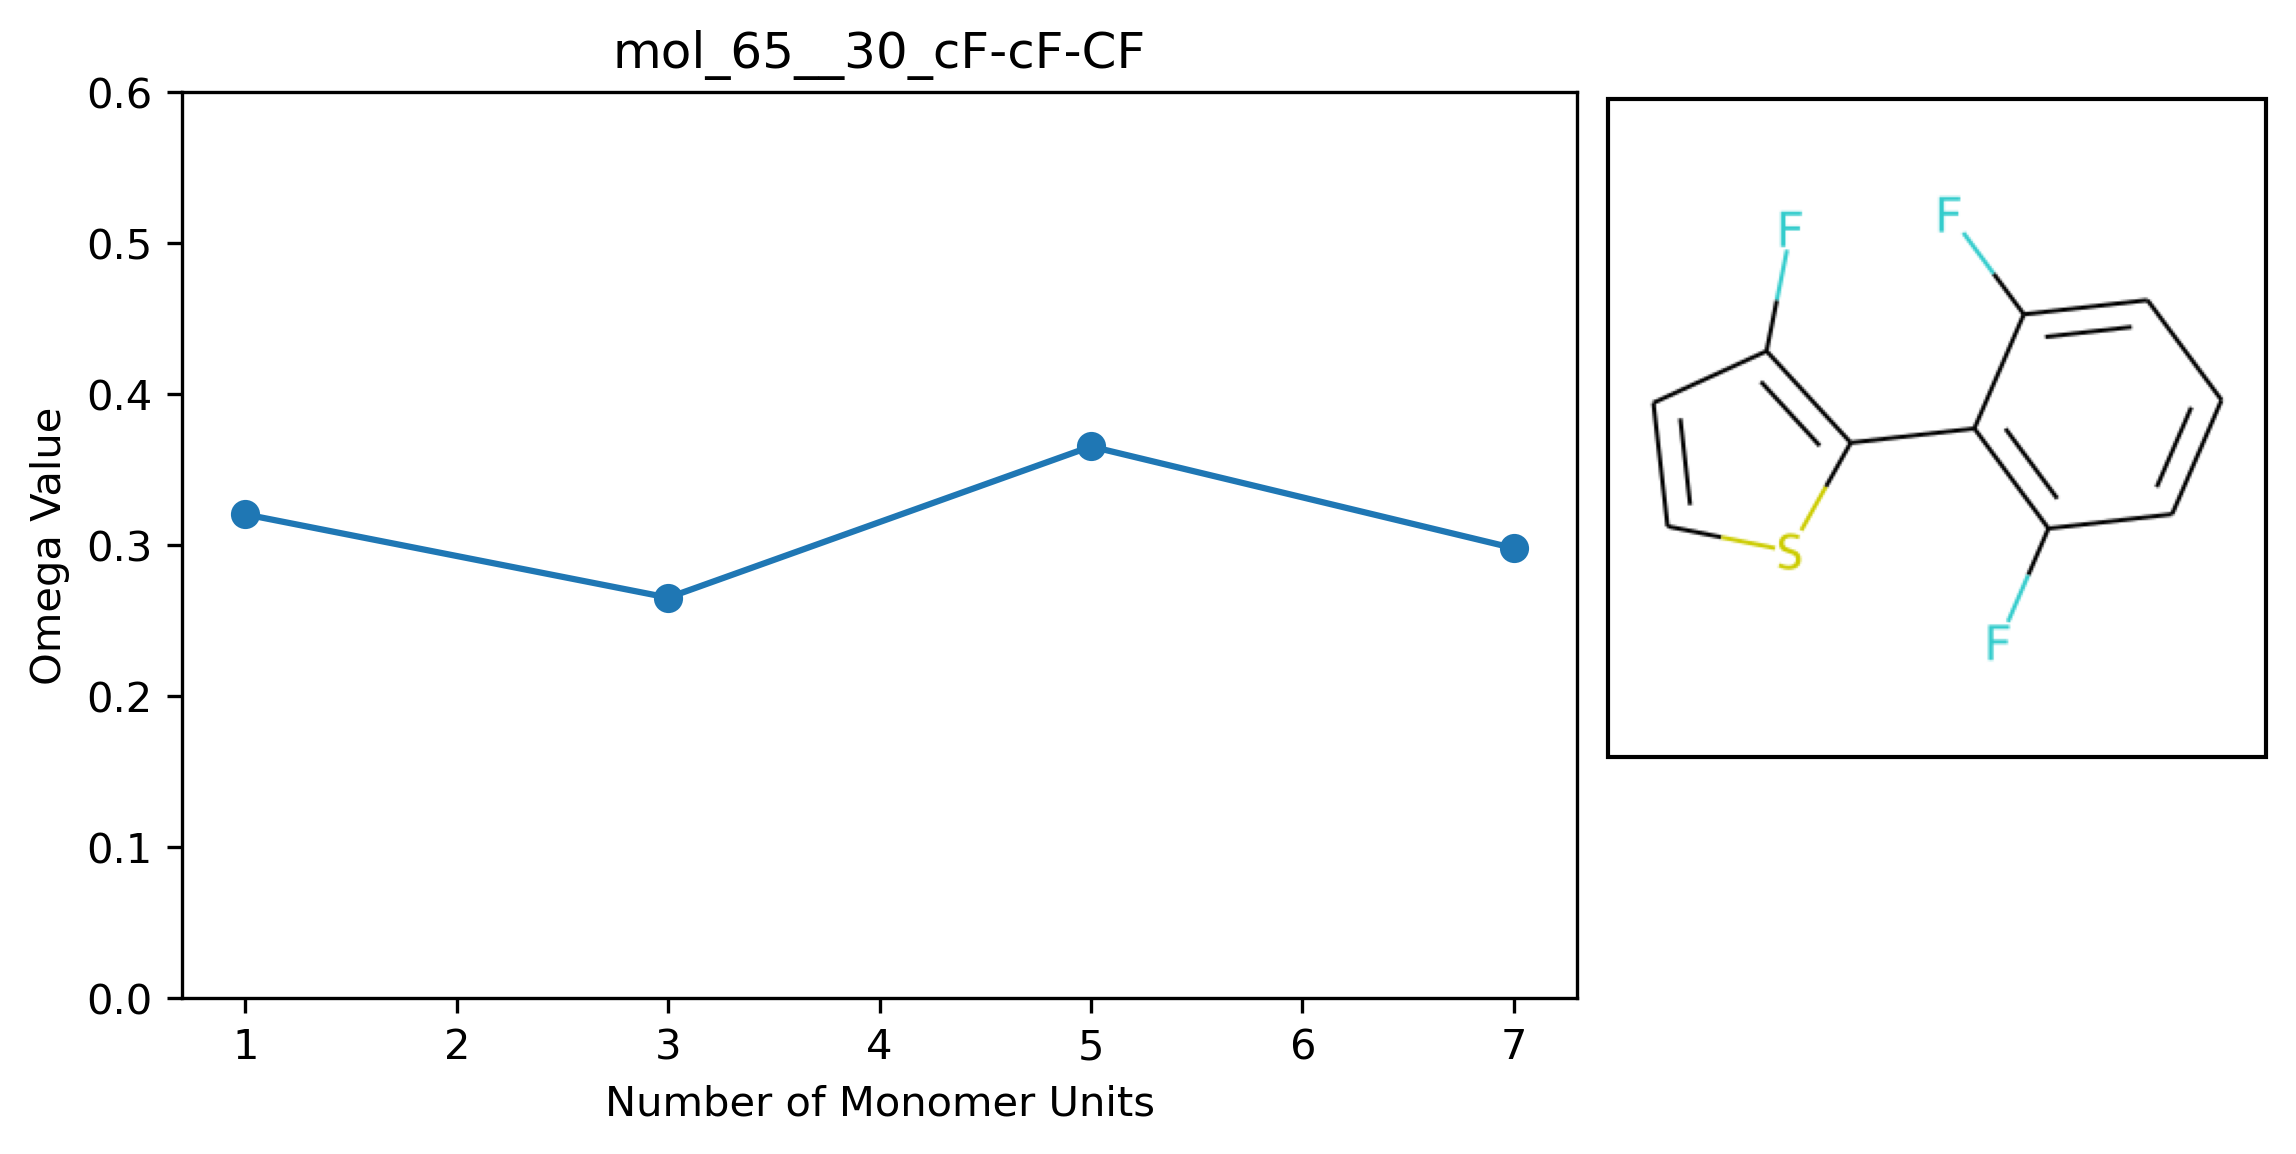 mol_65__30_cF-cF-CF
0.6
0.5
0.4
0.3
0.2
0.1
0.0
Omega Value
1 2 3 4 5 6 7
Number of Monomer Units
F F
S
F